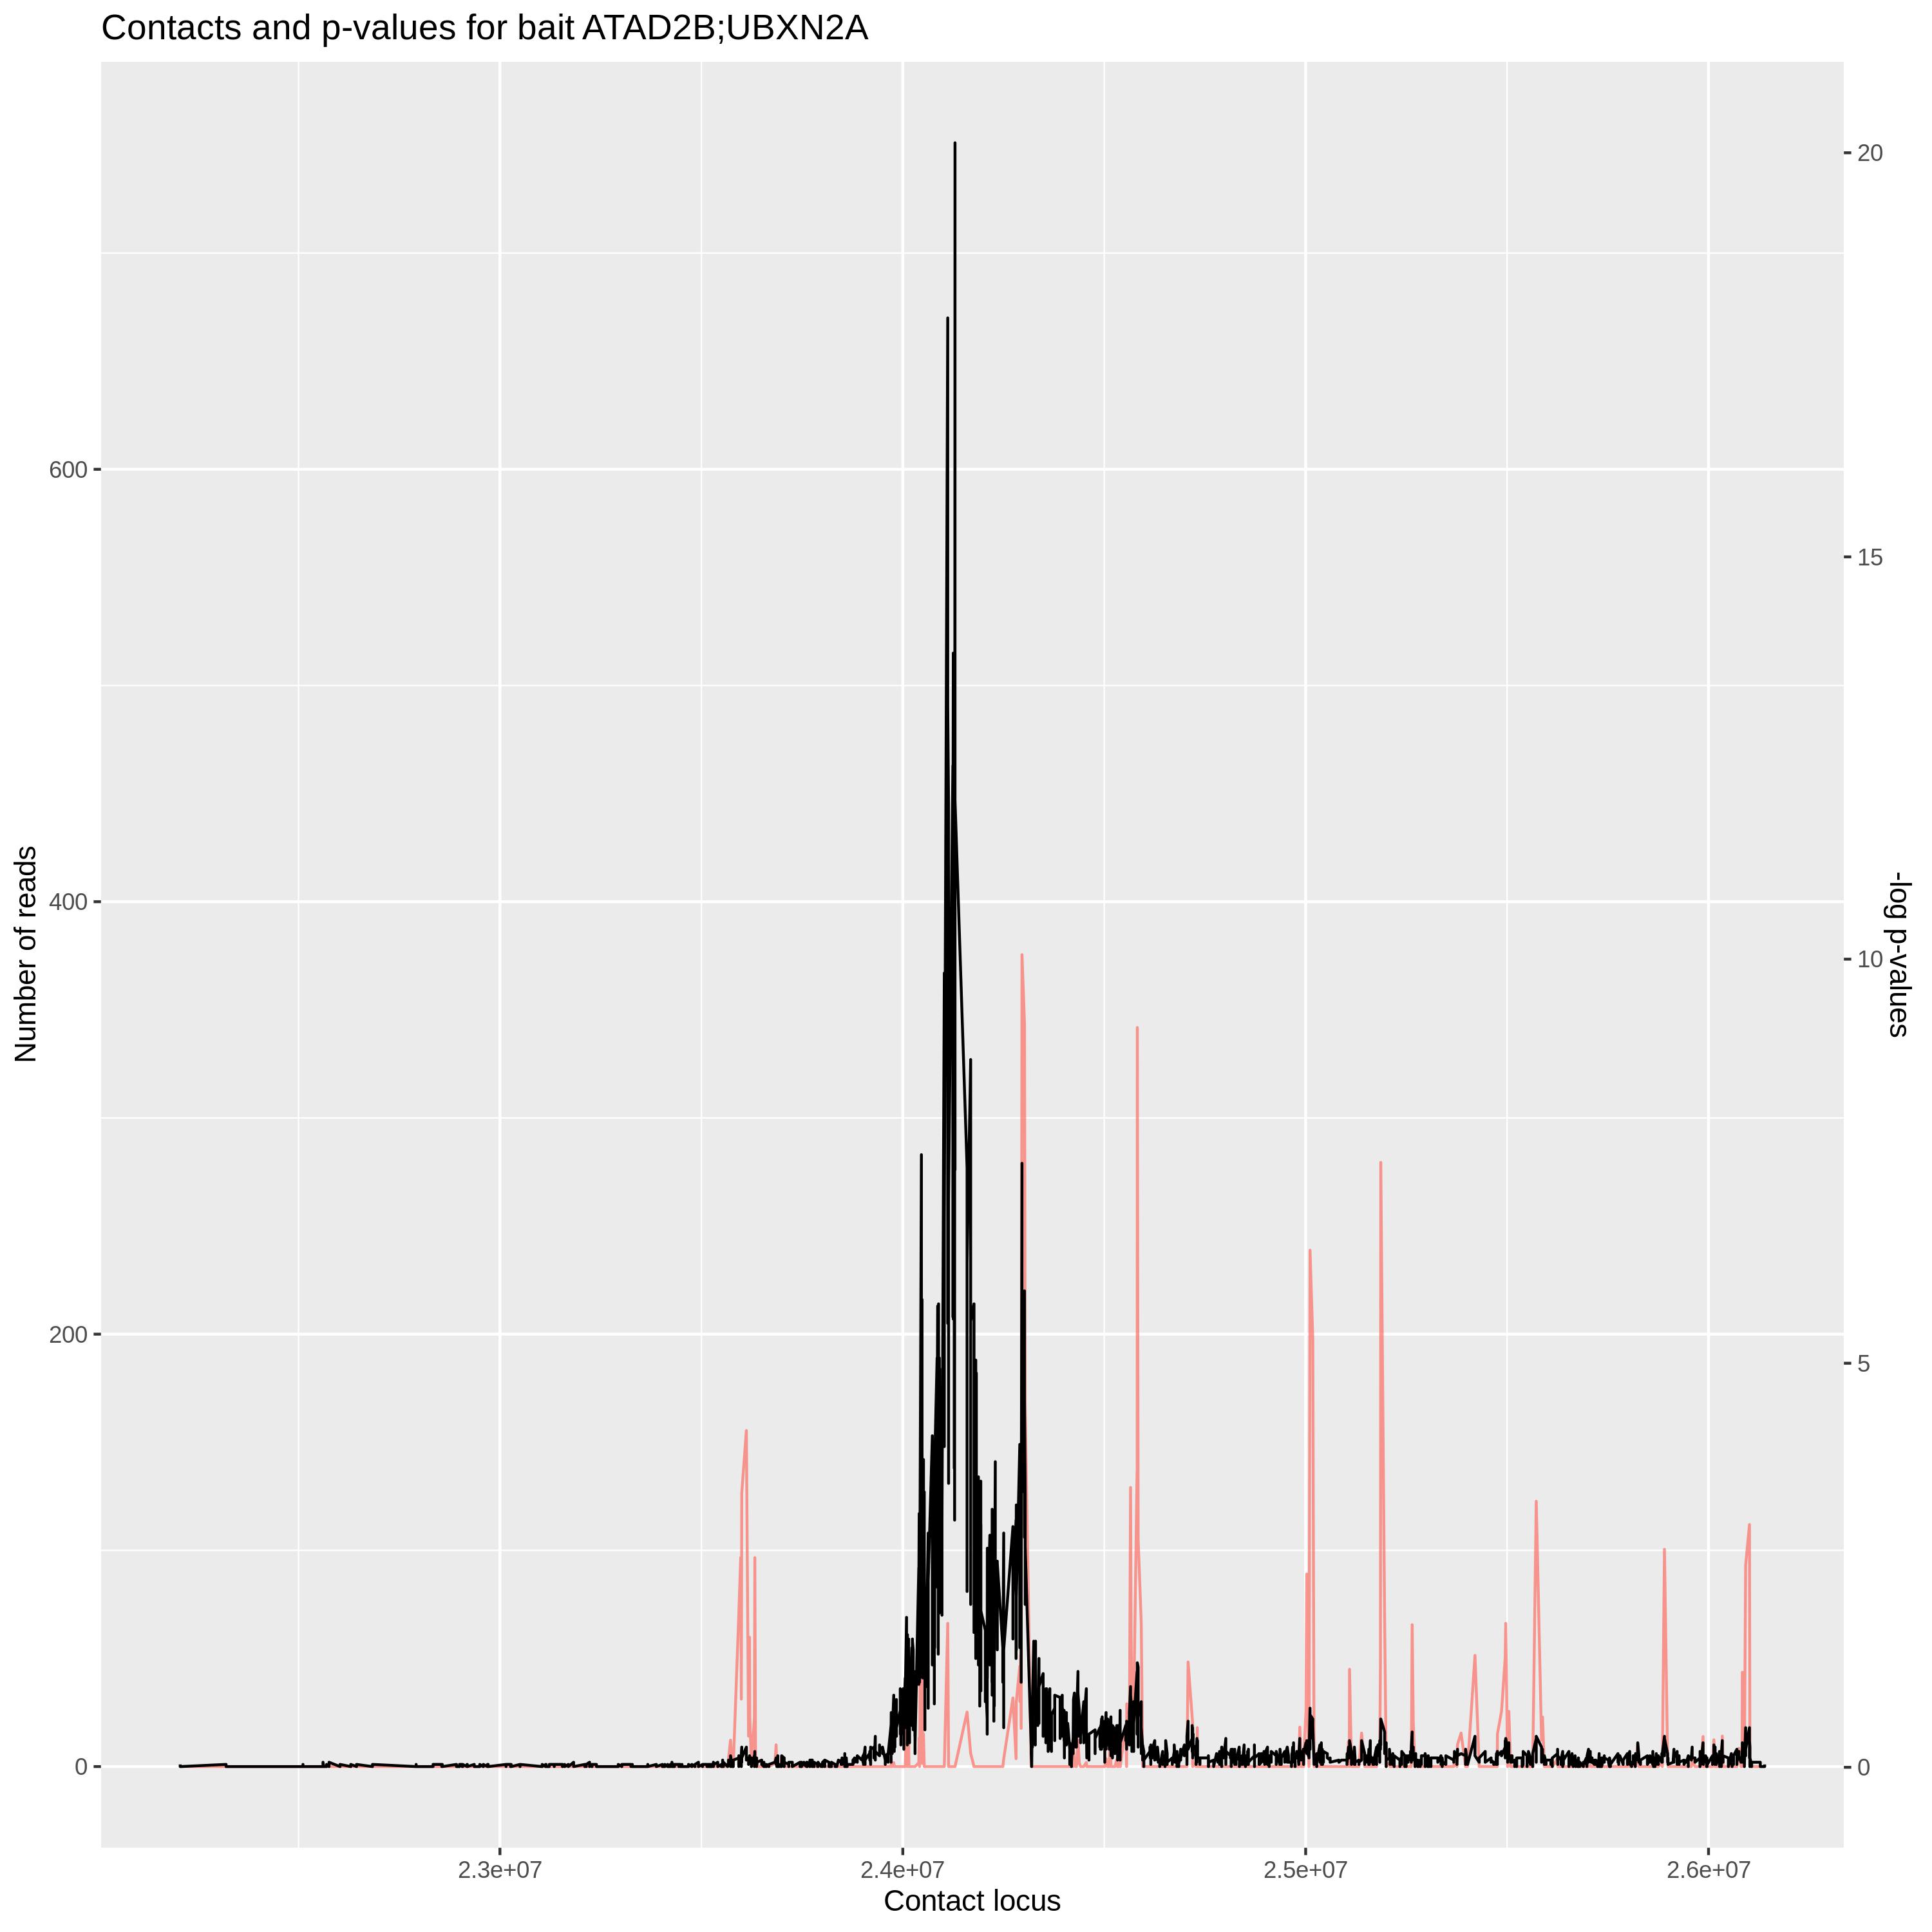 Contacts and p-values for bait ATAD2B;UBXN2A
Number of reads
600
400
200
0
20
15
10
5
0
-log p-values
2.3e+07
2.4e+07
2.5e+07
2.6e+07
Contact locus